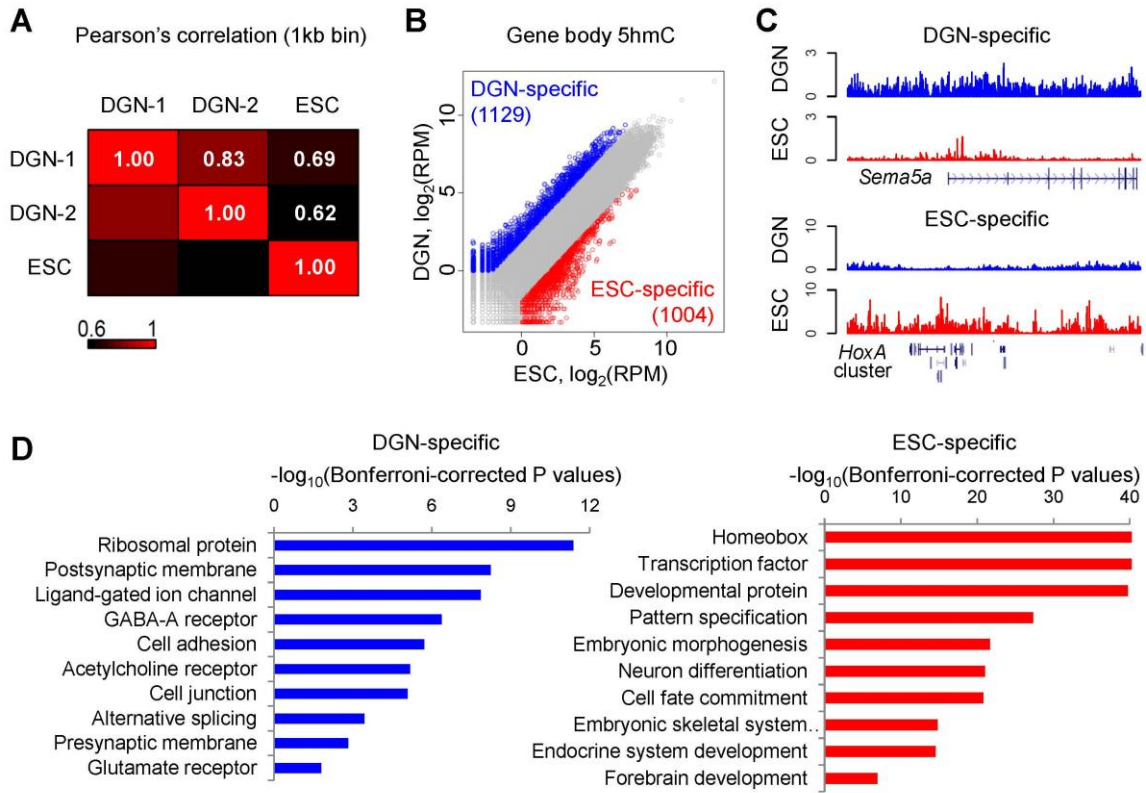 A
Pearson's correlation (1kb bin)
DGN-1 DGN-2 ESC
DGN-1 1.00 0.83 0.69
DGN-2 1.00 0.62
ESC 1.00
0.6 1
B
Gene body 5hmC
DGN-specific
(1129)
ESC-specific
(1004)
DGN, log2(RPM)
10
5
0
0 5 10
ESC, log2(RPM)
C
DGN-specific
DGN
3
0
ESC
3
0
Sema5a
ESC-specific
DGN
10
0
ESC
10
0
HoxA
cluster
D
DGN-specific
-log10(Bonferroni-corrected P values)
0 3 6 9 12
Ribosomal protein
Postsynaptic membrane
Ligand-gated ion channel
GABA-A receptor
Cell adhesion
Acetylcholine receptor
Cell junction
Alternative splicing
Presynaptic membrane
Glutamate receptor
ESC-specific
-log10(Bonferroni-corrected P values)
0 10 20 30 40
Homeobox
Transcription factor
Developmental protein
Pattern specification
Embryonic morphogenesis
Neuron differentiation
Cell fate commitment
Embryonic skeletal system..
Endocrine system development
Forebrain development